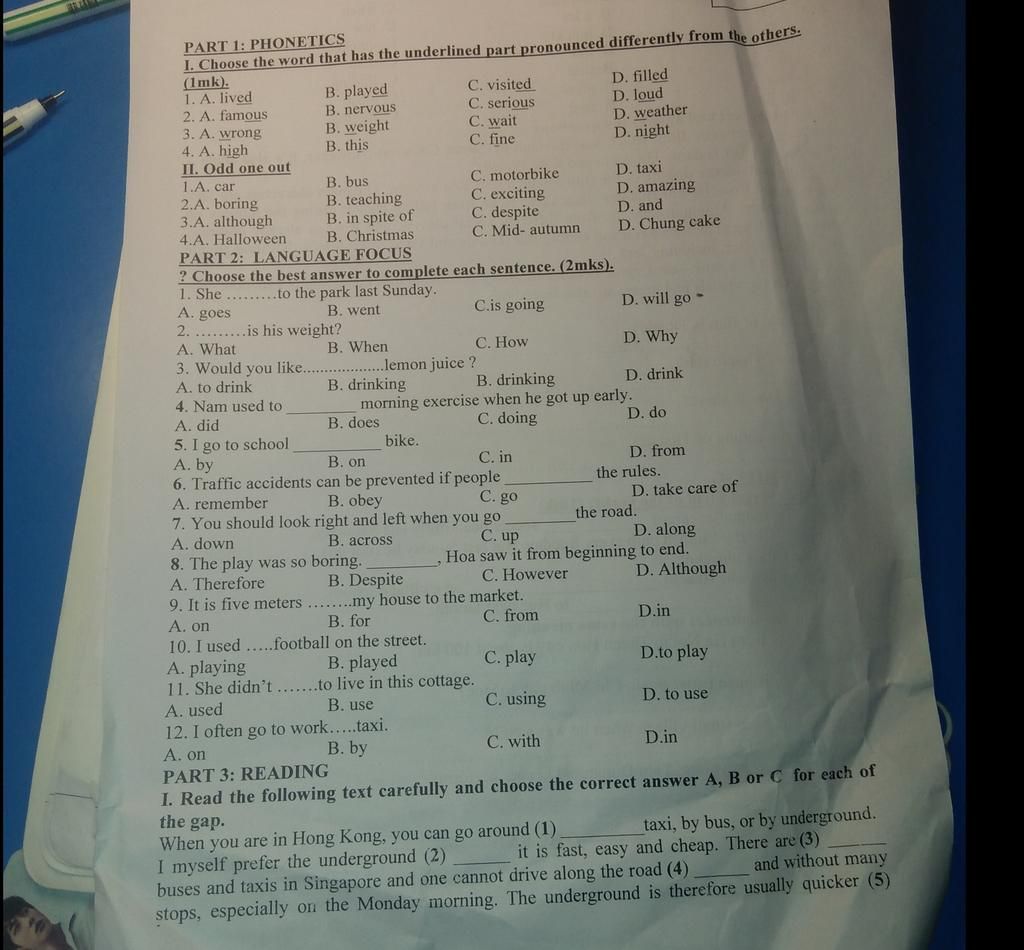 PART 1: PHONETICS
I. Choose the word that has the underlined part pronounced differently from the others.
(1mk).
1. A. lived B. played C. visited D. filled
2. A. famous B. nervous C. serious D. loud
3. A. wrong B. weight C. wait D. weather
4. A. high B. this C. fine D. night
II. Odd one out
1.A. car B. bus C. motorbike D. taxi
2.A. boring B. teaching C. exciting D. amazing
3.A. although B. in spite of C. despite D. and
4.A. Halloween B. Christmas C. Mid- autumn D. Chung cake
PART 2: LANGUAGE FOCUS
? Choose the best answer to complete each sentence. (2mks).
1. She .........to the park last Sunday.
A. goes B. went C.is going D. will go
2. .........is his weight?
A. What B. When C. How D. Why
3. Would you like..................lemon juice ?
A. to drink B. drinking B. drinking D. drink
4. Nam used to ________ morning exercise when he got up early.
A. did B. does C. doing D. do
5. I go to school __________ bike.
A. by B. on C. in D. from
6. Traffic accidents can be prevented if people __________ the rules.
A. remember B. obey C. go D. take care of
7. You should look right and left when you go ________the road.
A. down B. across C. up D. along
8. The play was so boring. ________, Hoa saw it from beginning to end.
A. Therefore B. Despite C. However D. Although
9. It is five meters ........my house to the market.
A. on B. for C. from D.in
10. I used .....football on the street.
A. playing B. played C. play D.to play
11. She didn't .......to live in this cottage.
A. used B. use C. using D. to use
12. I often go to work.....taxi.
A. on B. by C. with D.in
PART 3: READING
I. Read the following text carefully and choose the correct answer A, B or C for each of
the gap.
When you are in Hong Kong, you can go around (1) __________taxi, by bus, or by underground.
I myself prefer the underground (2) _______ it is fast, easy and cheap. There are (3) _______
buses and taxis in Singapore and one cannot drive along the road (4) ______ and without many
stops, especially on the Monday morning. The underground is therefore usually quicker (5)